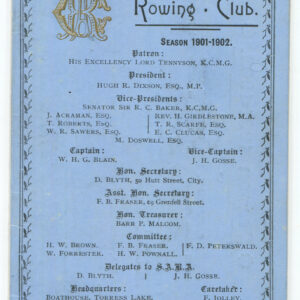 Rowing · Club.
SEASON 1901-1902.
Patron:
HIS EXCELLENCY LORD TENNYSON, K.C.M.G.
President:
HUGH R. DIXSON, ESQ., M.P.
Vice-Presidents:
SENATOR SIR R. C. BAKER, K.C.M.G.
J. ACRAMAN, ESQ. REV. H. GIRDLESTONE, M.A.
T. ROBERTS, ESQ. T. R. SCARFE, ESQ.
W. R. SAWERS, ESQ. E. C. CLUCAS, ESQ.
M. DOSWELL, ESQ.
Captain: Vice-Captain:
W. H. G. BLAIN. J. H. GOSSE.
Hon. Secretary:
D. BLYTH, 50 Hutt Street, City.
Asst. Hon. Secretary:
F. B. FRASER, 63 Grenfell Street.
Hon. Treasurer:
BARR P. MALCOM.
Committee:
H. W. BROWN. F. B. FRASER. F. D. PETERSWALD.
W. FORRESTER. H. W. POWNALL.
Delegates to S.A.R.A.
D. BLYTH. J. H. GOSSE.
Headquarters: Caretaker:
BOATHOUSE, TORRENS LAKE. F. JOLLEY.